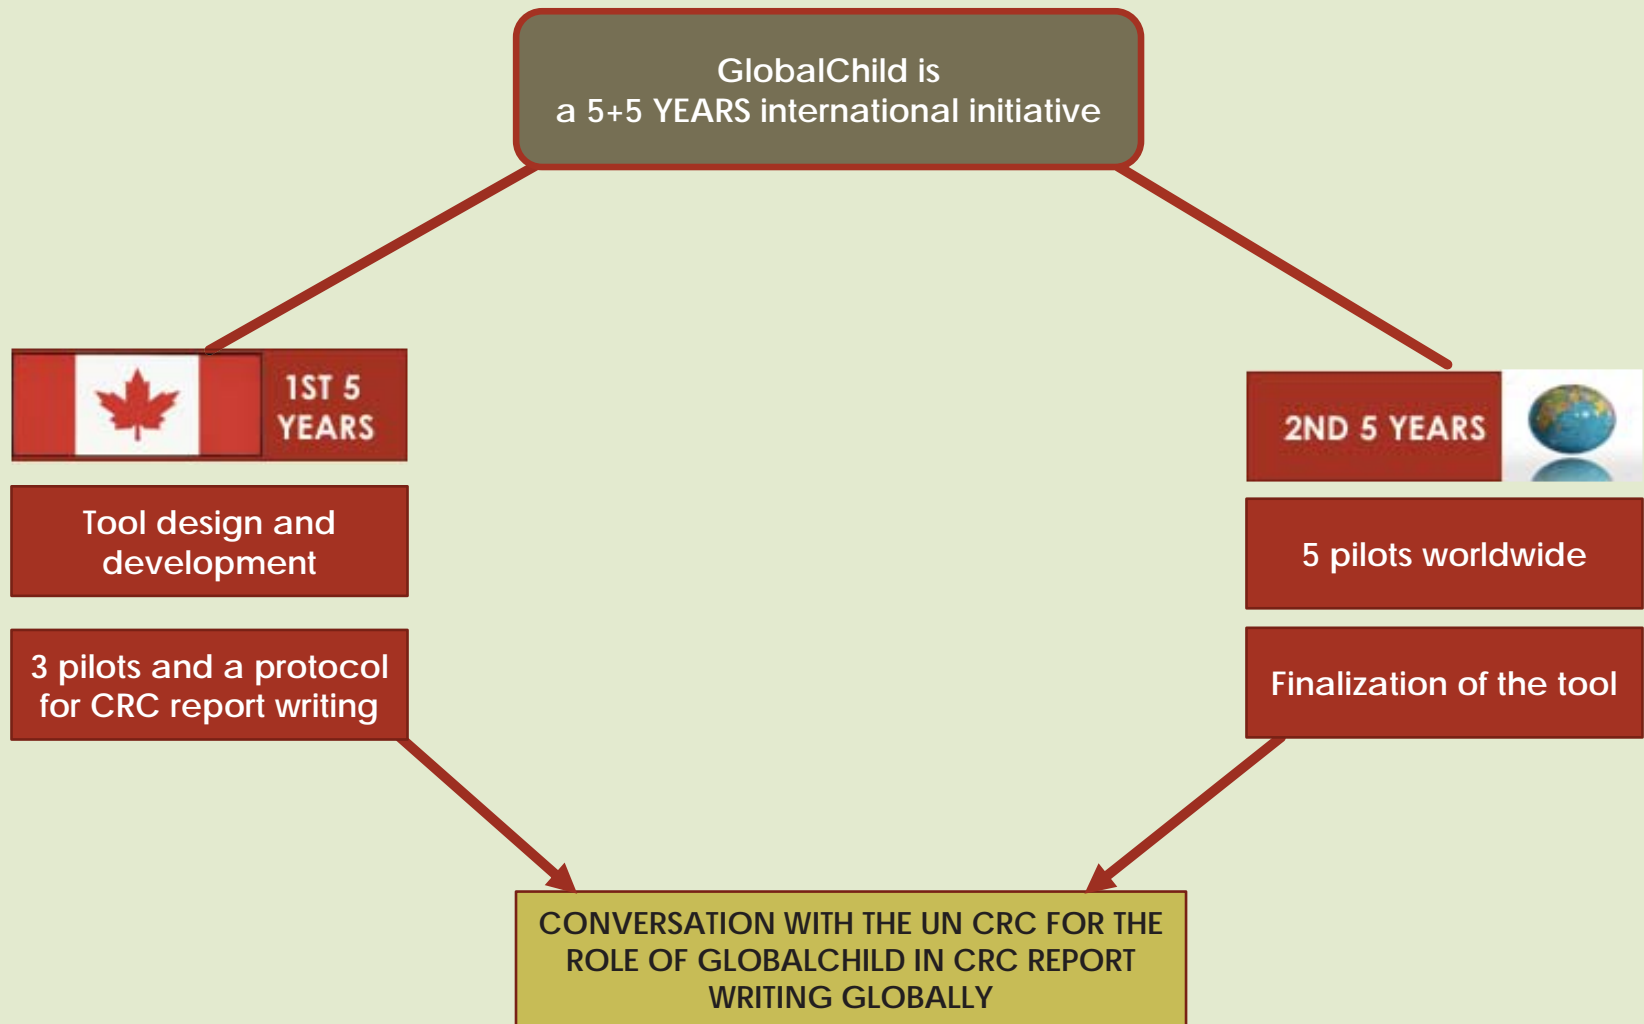 GlobalChild is
a 5+5 YEARS international initiative
1ST 5
YEARS
Tool design and
development
3 pilots and a protocol
for CRC report writing
2ND 5 YEARS
5 pilots worldwide
Finalization of the tool
CONVERSATION WITH THE UN CRC FOR THE
ROLE OF GLOBALCHILD IN CRC REPORT
WRITING GLOBALLY